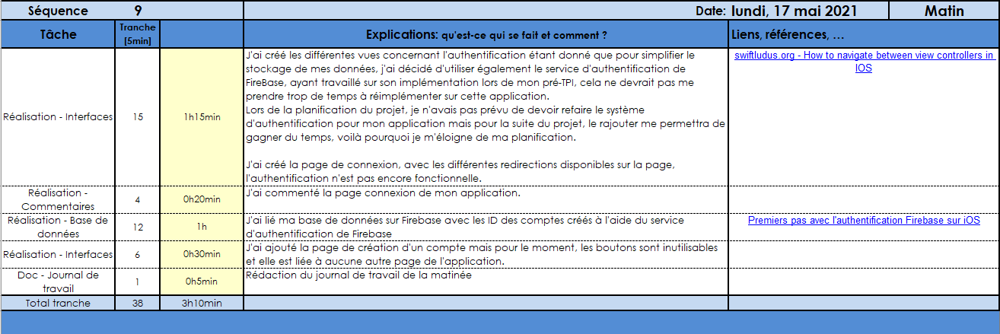 Séquence 9 Date: lundi, 17 mai 2021 Matin
Tâche Tranche [5min] Explications: qu'est-ce qui se fait et comment ? Liens, références, …
Réalisation - Interfaces 15 1h15min
J'ai créé les différentes vues concernant l'authentification étant donné que pour simplifier le
stockage de mes données, j'ai décidé d'utiliser également le service d'authentification de
FireBase, ayant travaillé sur son implémentation lors de mon pré-TPI, cela ne devrait pas me
prendre trop de temps à réimplémenter sur cette application.
Lors de la planification du projet, je n'avais pas prévu de devoir refaire le système
d'authentification pour mon application mais pour la suite du projet, le rajouter me permettra de
gagner du temps, voilà pourquoi je m'éloigne de ma planification.
J'ai créé la page de connexion, avec les différentes redirections disponibles sur la page,
l'authentification n'est pas encore fonctionnelle.
swiftludus.org - How to navigate between view controllers in
IOS
Réalisation -
Commentaires
4 0h20min
J'ai commenté la page connexion de mon application.
Réalisation - Base de
données
12 1h
J'ai lié ma base de données sur Firebase avec les ID des comptes créés à l'aide du service
d'authentification de Firebase
Premiers pas avec l'authentification Firebase sur iOS
Réalisation - Interfaces 6 0h30min
J'ai ajouté la page de création d'un compte mais pour le moment, les boutons sont inutilisables
et elle est liée à aucune autre page de l'application.
Doc - Journal de
travail
1 0h5min
Rédaction du journal de travail de la matinée
Total tranche 38 3h10min